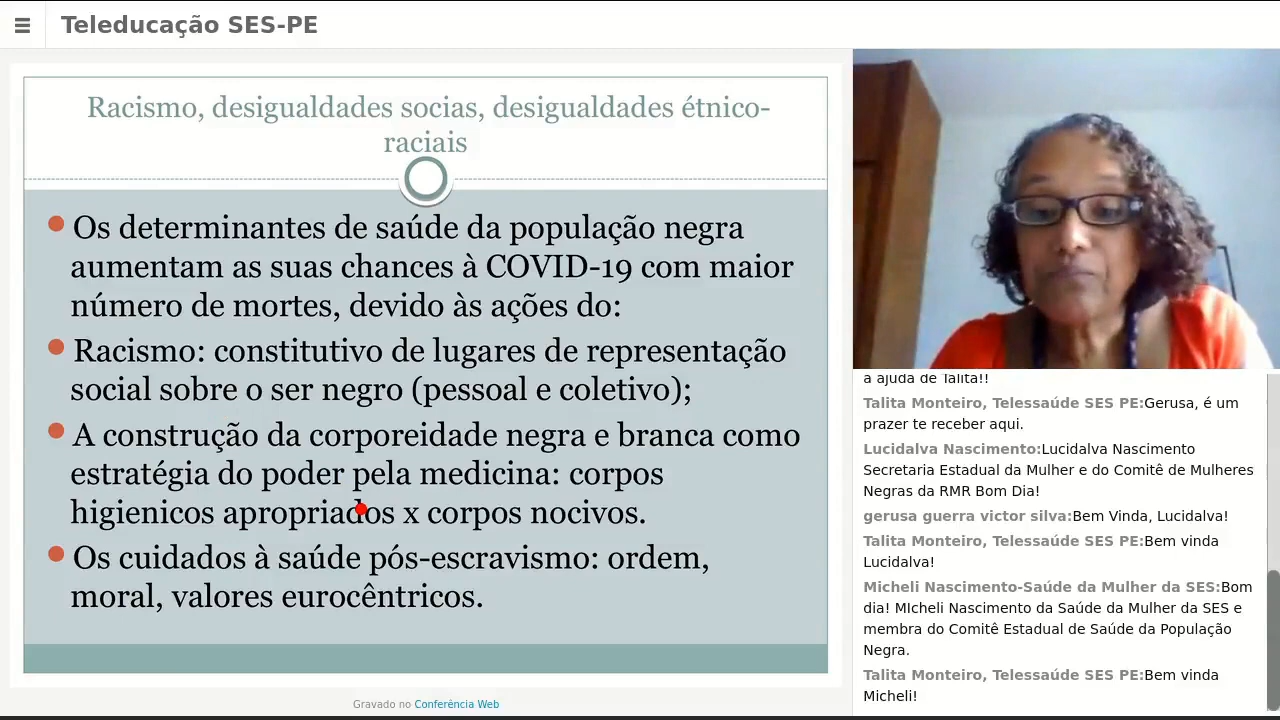 Teleducação SES-PE
Racismo, desigualdades socias, desigualdades étnico-
raciais
Os determinantes de saúde da população negra
aumentam as suas chances à COVID-19 com maior
número de mortes, devido às ações do:
Racismo: constitutivo de lugares de representação
social sobre o ser negro (pessoal e coletivo);
A construção da corporeidade negra e branca como
estratégia do poder pela medicina: corpos
higienicos apropriados x corpos nocivos.
Os cuidados à saúde pós-escravismo: ordem,
moral, valores eurocêntricos.
Gravado no Conferência Web
a ajuda de Talita!!
Talita Monteiro, Telessaúde SES PE:Gerusa, é um
prazer te receber aqui.
Lucidalva Nascimento:Lucidalva Nascimento
Secretaria Estadual da Mulher e do Comitê de Mulheres
Negras da RMR Bom Dia!
gerusa guerra victor silva:Bem Vinda, Lucidalva!
Talita Monteiro, Telessaúde SES PE:Bem vinda
Lucidalva!
Micheli Nascimento-Saúde da Mulher da SES:Bom
dia! MIcheli Nascimento da Saúde da Mulher da SES e
membra do Comitê Estadual de Saúde da População
Negra.
Talita Monteiro, Telessaúde SES PE:Bem vinda
Micheli!